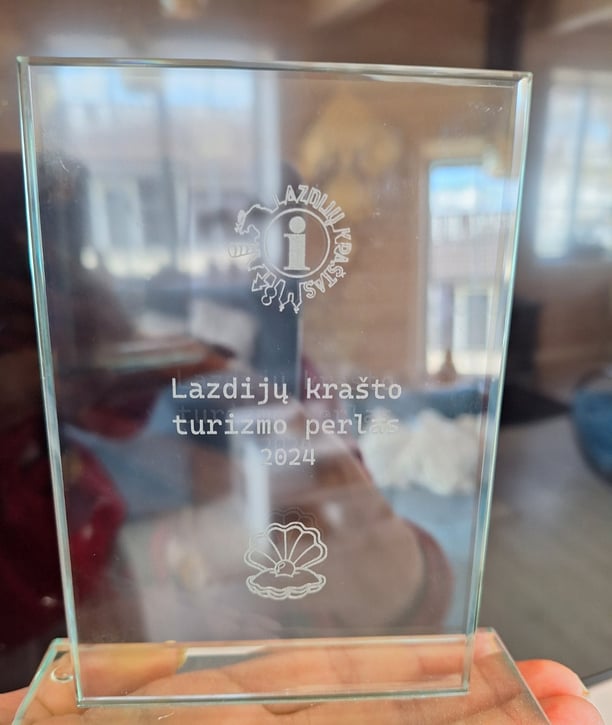 LAZDIJŲ KRAŠTAS
i
Lazdijų krašto
turizmo perlas
2024